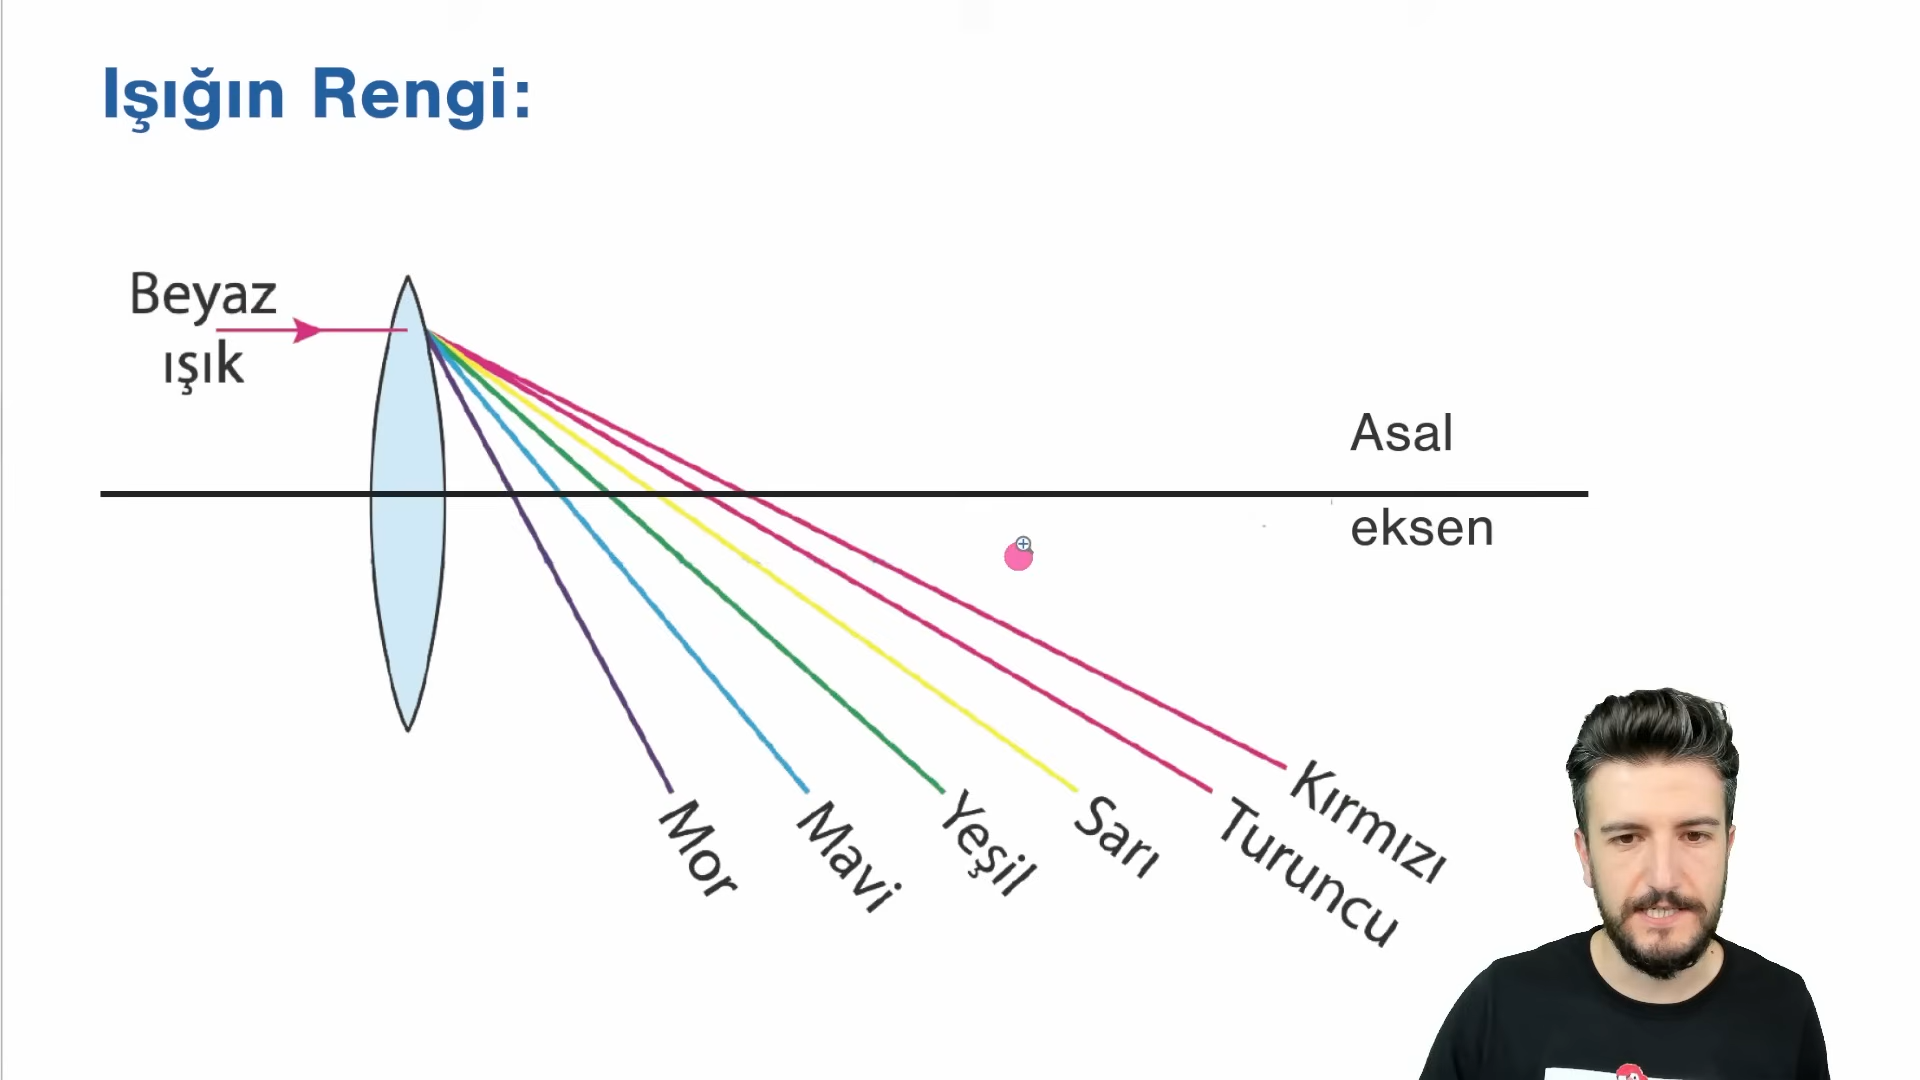 Işığın Rengi:
Beyaz
ışık
Asal
eksen
Mor
Mavi
Yeşil
Sarı
Turuncu
Kırmızı